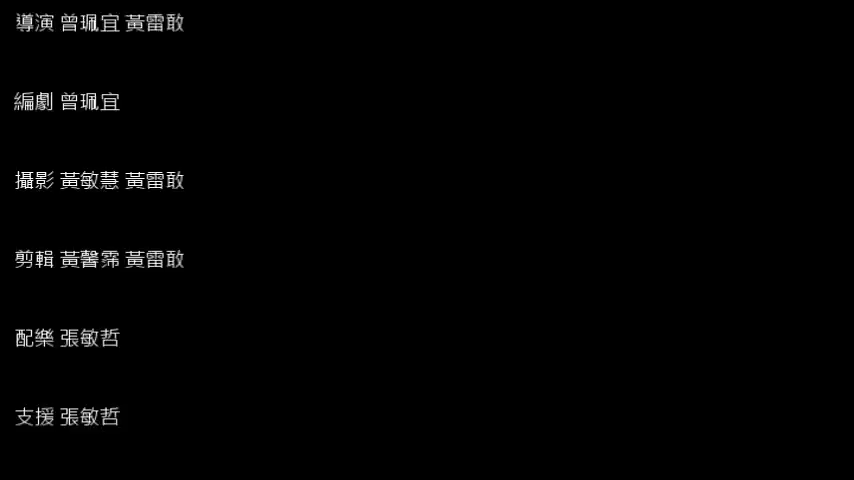 導演 曾珮宜 黃雷敢
編劇 曾珮宜
攝影 黃敏慧 黃雷敢
剪輯 黃馨霈 黃雷敢
配樂 張敏哲
支援 張敏哲